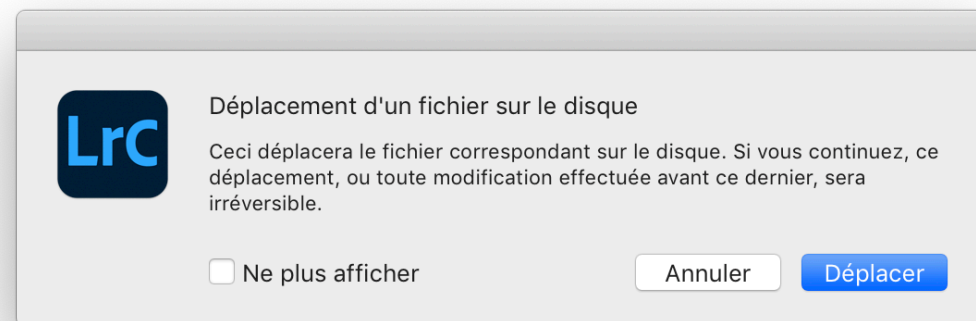 LrC
Déplacement d'un fichier sur le disque
Ceci déplacera le fichier correspondant sur le disque. Si vous continuez, ce
déplacement, ou toute modification effectuée avant ce dernier, sera
irréversible.
Ne plus afficher
Annuler
Déplacer